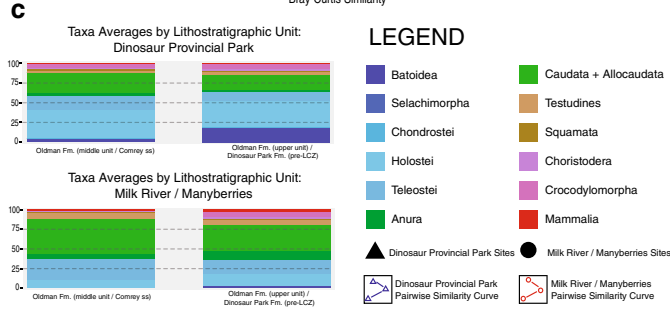 Bray Curtis Similarity
c
Taxa Averages by Lithostratigraphic Unit:
Dinosaur Provincial Park
100
75
50
25
0
Oldman Fm. (middle unit / Comrey ss)
Oldman Fm. (upper unit) /
Dinosaur Park Fm. (pre-LCZ)
Taxa Averages by Lithostratigraphic Unit:
Milk River / Manyberries
100
75
50
25
0
Oldman Fm. (middle unit / Comrey ss)
Oldman Fm. (upper unit) /
Dinosaur Park Fm. (pre-LCZ)
LEGEND
Batoidea
Selachimorpha
Chondrostei
Holostei
Teleostei
Anura
Caudata + Allocaudata
Testudines
Squamata
Choristodera
Crocodylomorpha
Mammalia
Dinosaur Provincial Park Sites
Milk River / Manyberries Sites
Dinosaur Provincial Park
Pairwise Similarity Curve
Milk River / Manyberries
Pairwise Similarity Curve